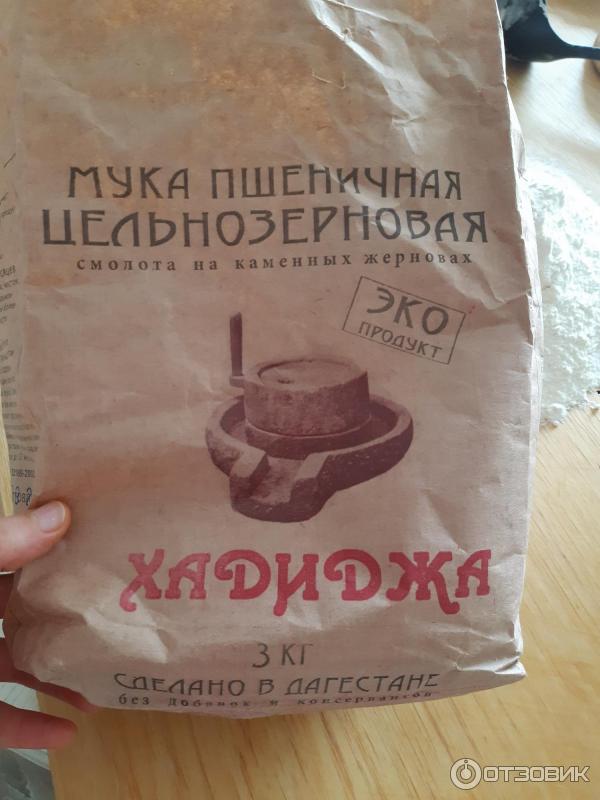 МУКА ПШЕНИЧНАЯ
ЦЕЛЬНОЗЕРНОВАЯ
смолота на каменных жерновах
ЭКО
ПРОДУКТ
ХАДИДЖА
3 КГ
СДЕЛАНО В ДАГЕСТАНЕ
без добавок и консервантов
ОТЗОВИК